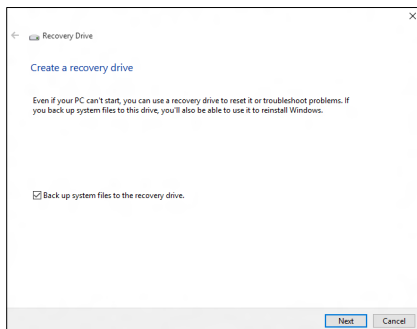 Recovery Drive
Create a recovery drive
Even if your PC can't start, you can use a recovery drive to reset it or troubleshoot problems. If
you back up system files to this drive, you'll also be able to use it to reinstall Windows.
Back up system files to the recovery drive.
Next Cancel